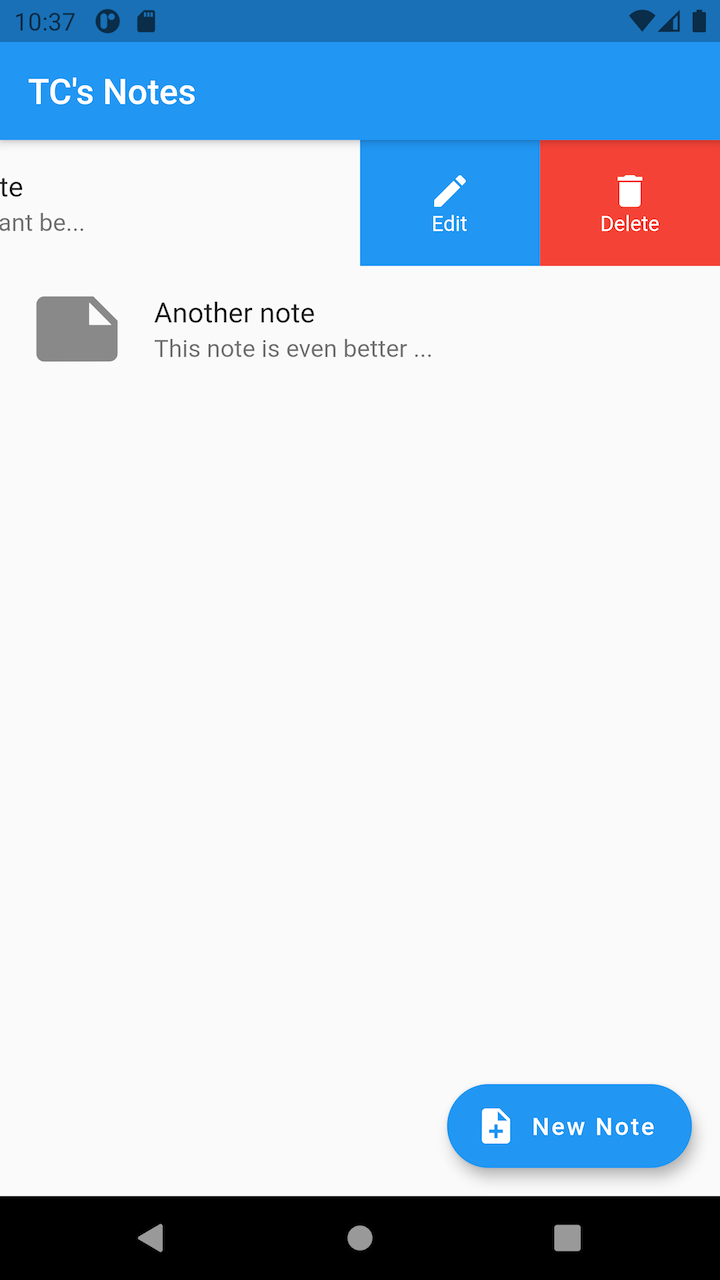 10:37
TC's Notes
te
ant be...
Edit
Delete
Another note
This note is even better ...
New Note